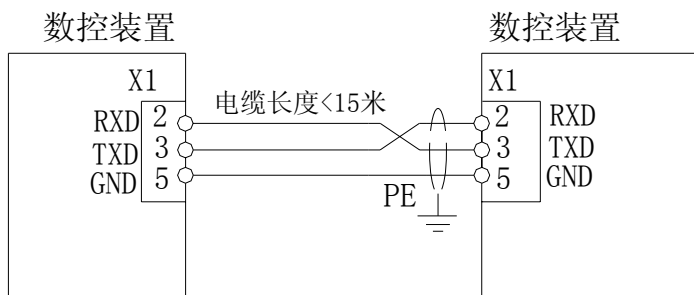 数控装置
数控装置
X1
X1
电缆长度<15米
RXD 2
2 RXD
TXD 3
3 TXD
GND 5
5 GND
PE